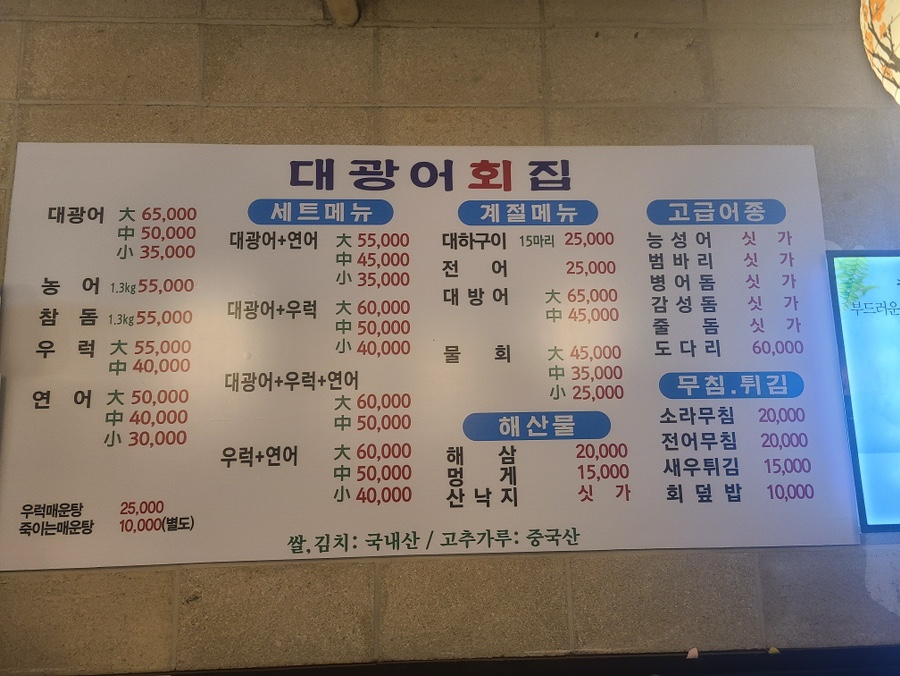 대광어회집
대광어 大 65,000
中 50,000
小 35,000
농어 1.3kg 55,000
참돔 1.3kg 55,000
우럭 大 55,000
中 40,000
연어 大 50,000
中 40,000
小 30,000
우럭매운탕 25,000
죽이는매운탕 10,000(별도)
세트메뉴
대광어+연어 大 55,000
中 45,000
小 35,000
대광어+우럭 大 60,000
中 50,000
小 40,000
대광어+우럭+연어
大 60,000
中 50,000
우럭+연어 大 60,000
中 50,000
小 40,000
계절메뉴
대하구이 15마리 25,000
전어 25,000
대방어 大 65,000
中 45,000
물회 大 45,000
中 35,000
小 25,000
해산물
해삼 20,000
멍게 15,000
산낙지 싯가
고급어종
능성어 싯가
범바리 싯가
병어돔 싯가
감성돔 싯가
줄돔 싯가
도다리 60,000
무침.튀김
소라무침 20,000
전어무침 20,000
새우튀김 15,000
회덮밥 10,000
쌀,김치: 국내산 / 고추가루: 중국산
부드러운